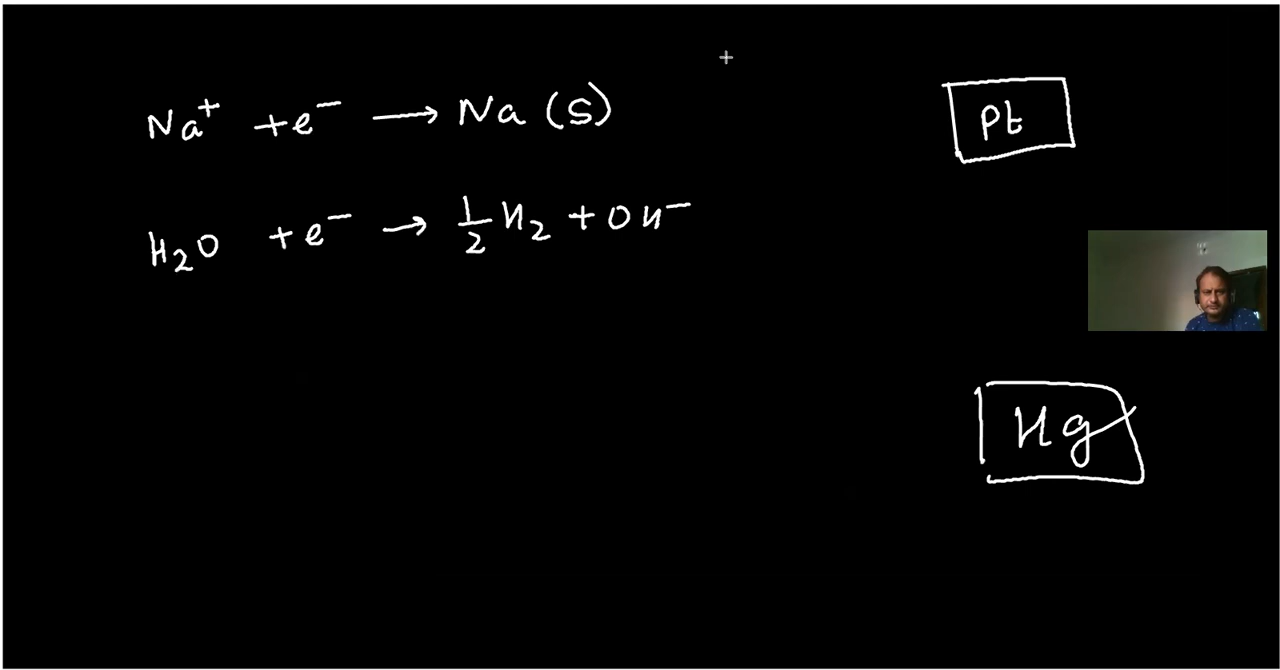 Na⁺ + e⁻ → Na (s)
Pt
H₂O + e⁻ → 1/2 H₂ + OH⁻
Hg